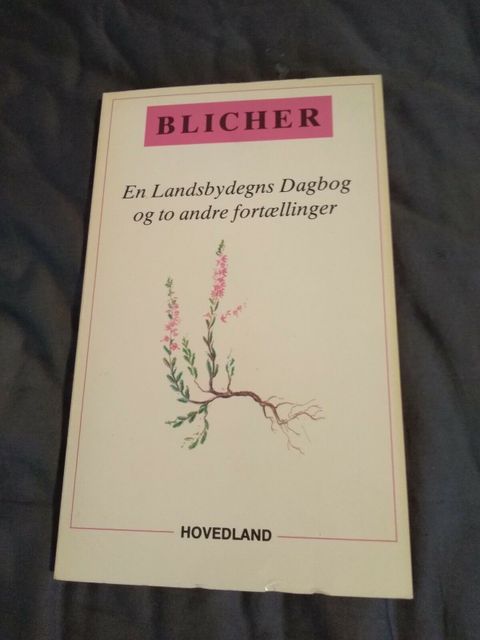 BLICHER
En Landsbydegns Dagbog
og to andre fortællinger
HOVEDLAND